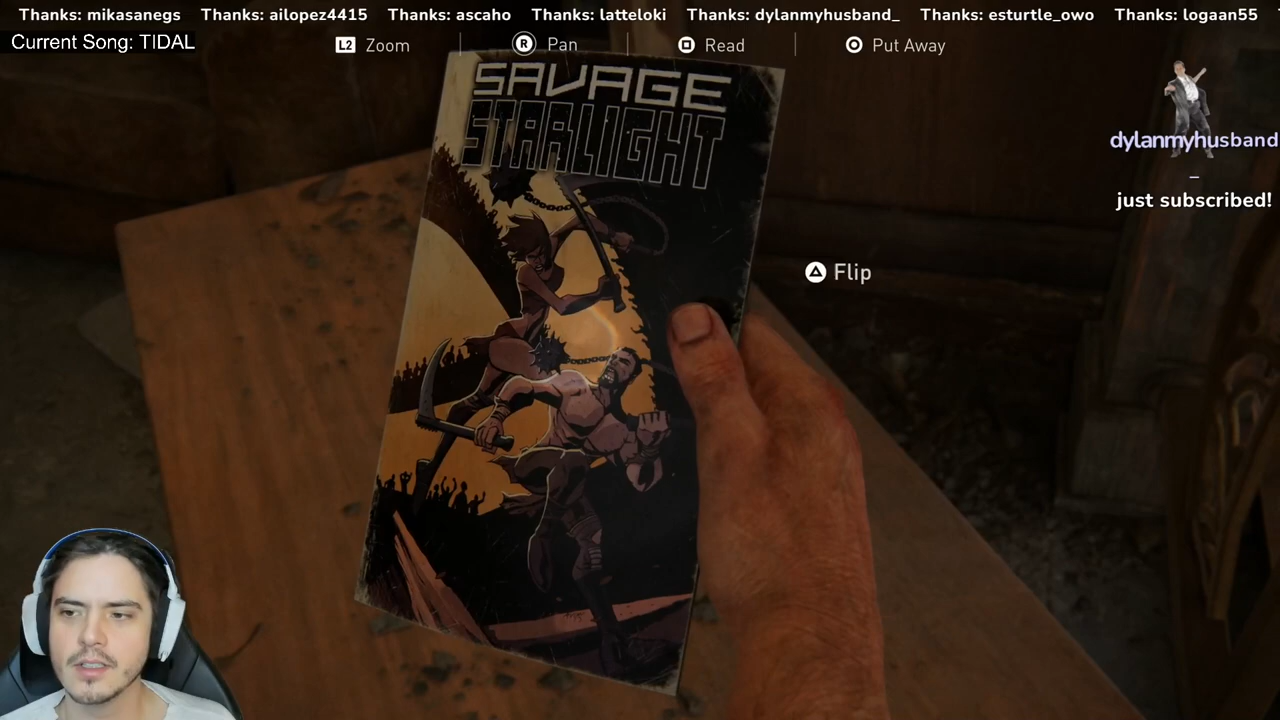 Thanks: mikasanegs Thanks: ailopez4415 Thanks: ascaho Thanks: latteloki Thanks: dylanmyhusband_ Thanks: esturtle_owo Thanks: logaan55
Current Song: TIDAL
L2 Zoom R Pan Read Put Away
SAVAGE
STARLIGHT
dylanmyhusband
_
just subscribed!
Flip